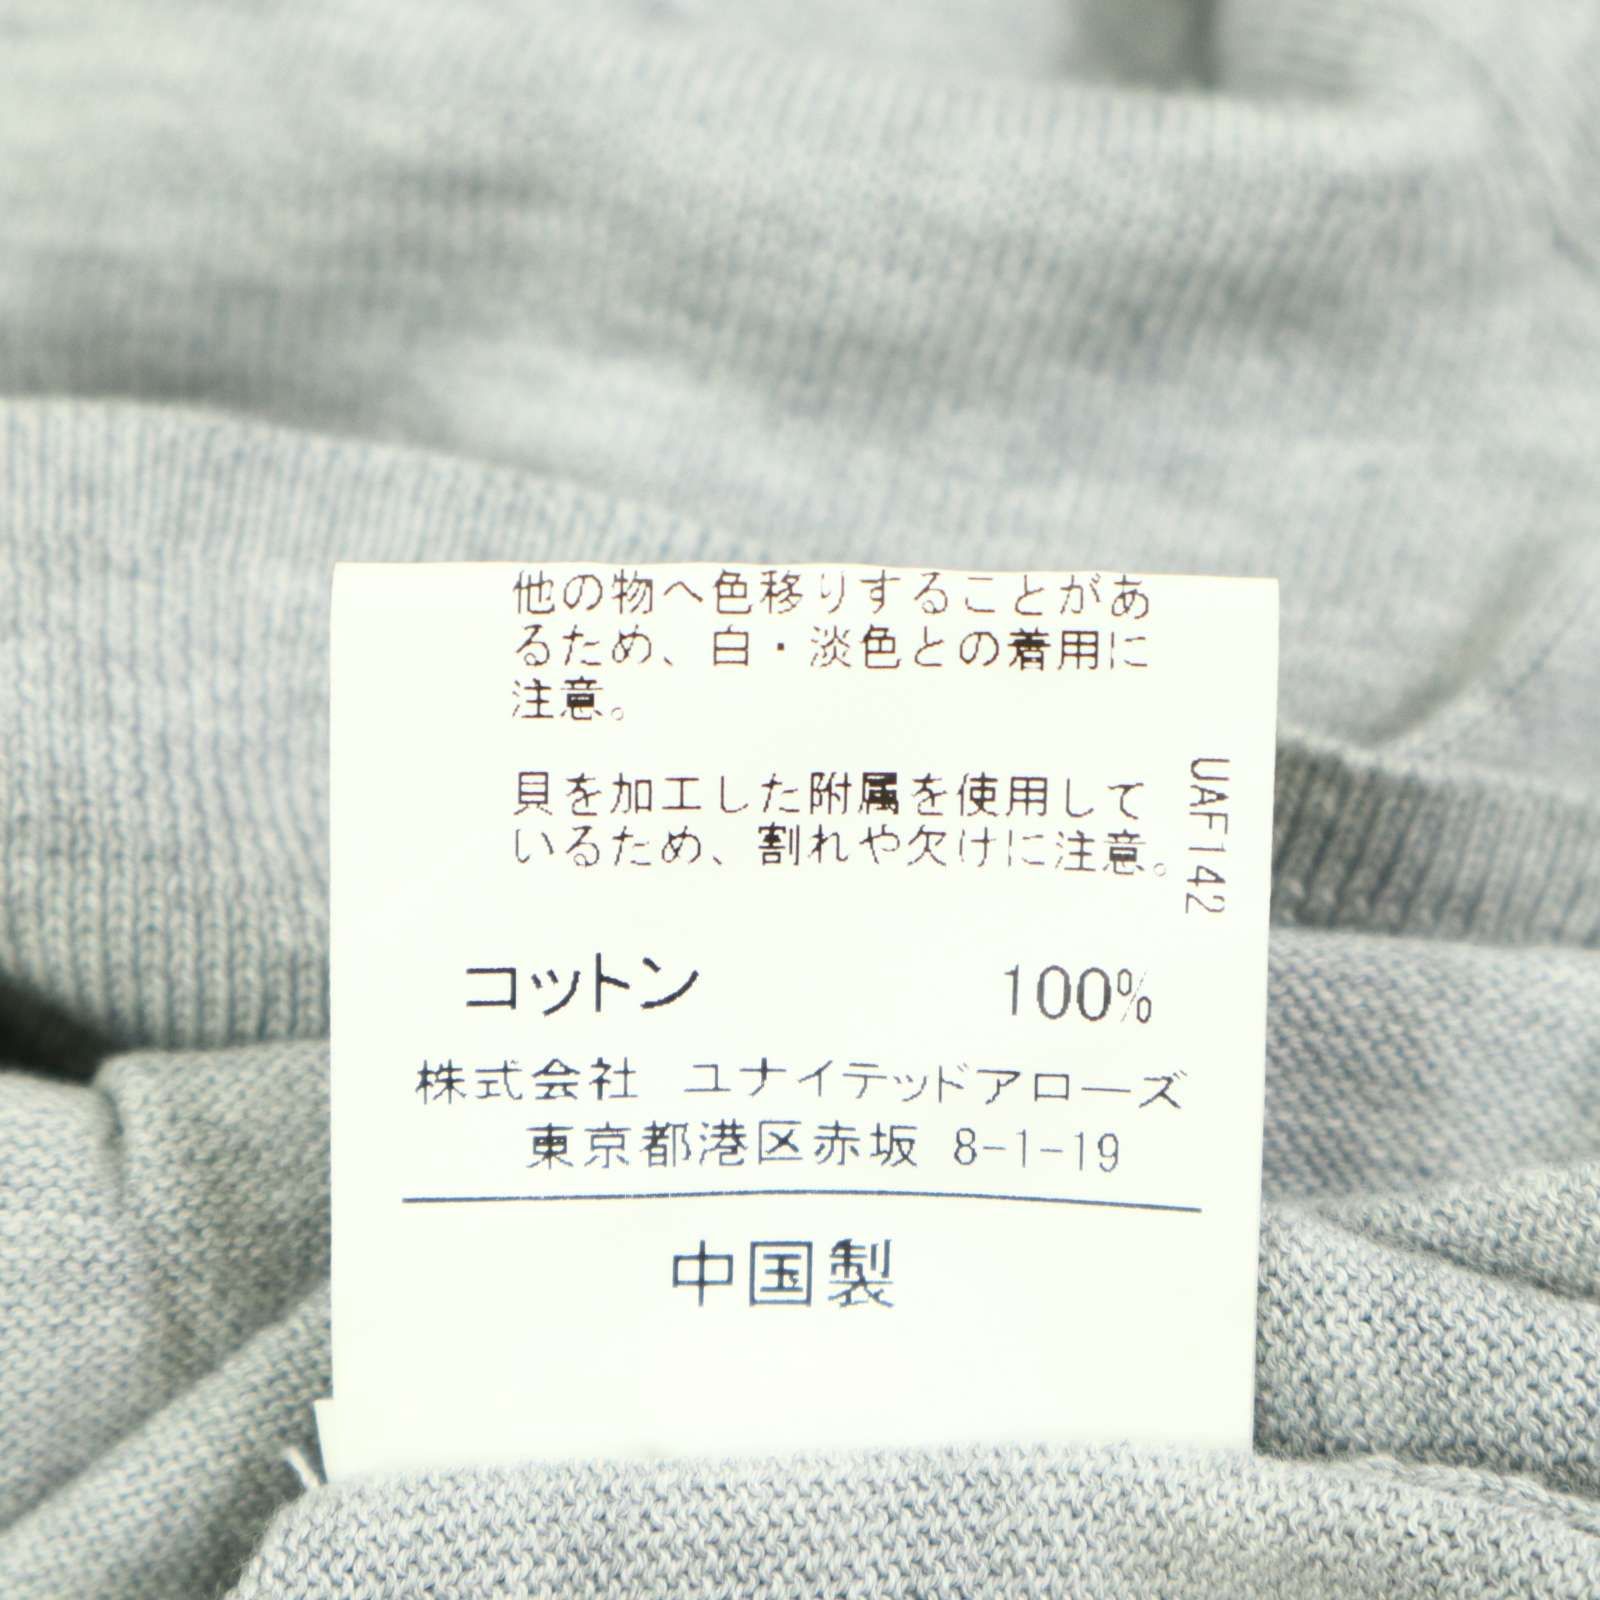 他の物へ色移りすることがあ
るため、白・淡色との着用に
注意。
貝を加工した附属を使用して
いるため、割れや欠けに注意。
UAF142
コットン 100%
株式会社 ユナイテッドアローズ
東京都港区赤坂 8-1-19
中国製